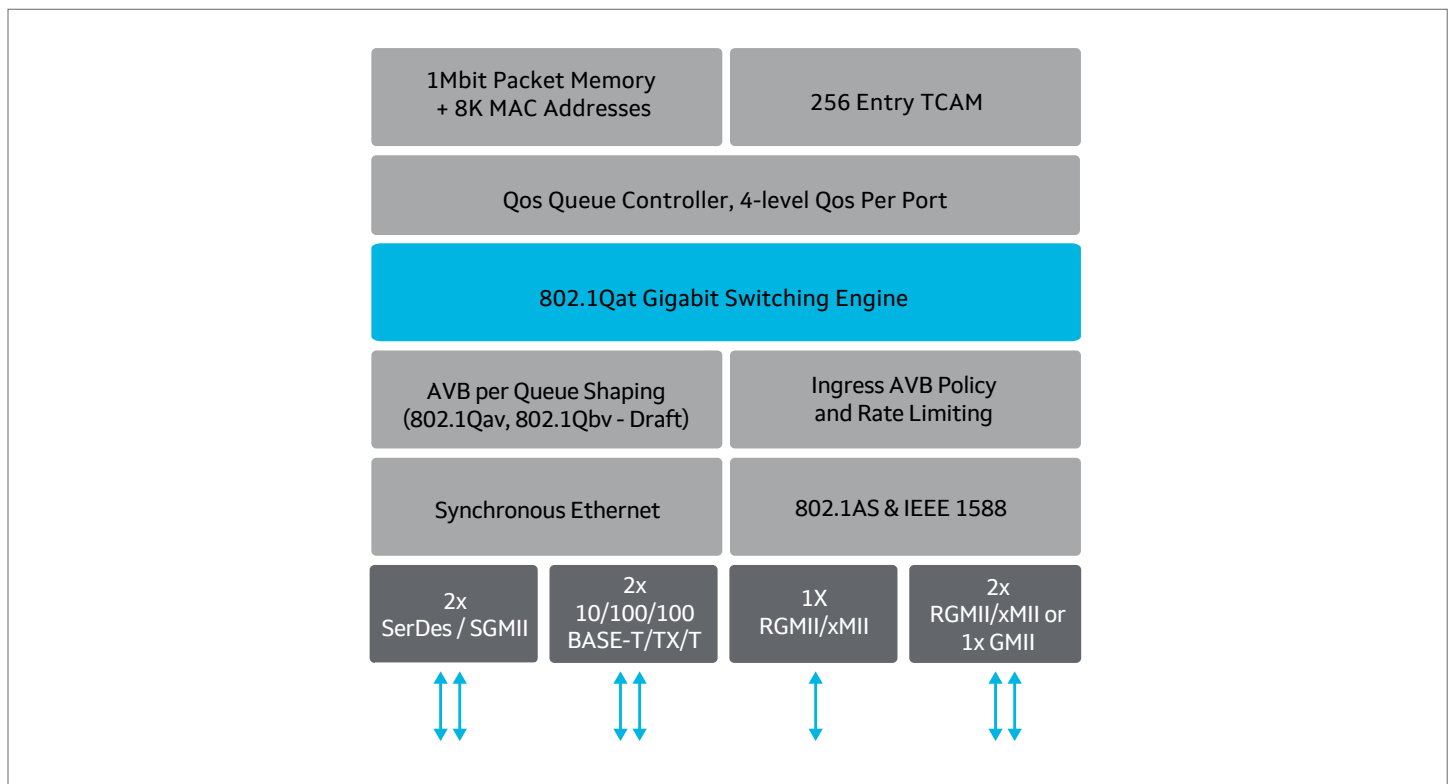 1Mbit Packet Memory
+ 8K MAC Addresses
256 Entry TCAM
Qos Queue Controller, 4-level Qos Per Port
802.1Qat Gigabit Switching Engine
AVB per Queue Shaping
(802.1Qav, 802.1Qbv - Draft)
Ingress AVB Policy
and Rate Limiting
Synchronous Ethernet
802.1AS & IEEE 1588
2x
SerDes / SGMII
2x
10/100/100
BASE-T/TX/T
1X
RGMII/xMII
2x
RGMII/xMII or
1x GMII